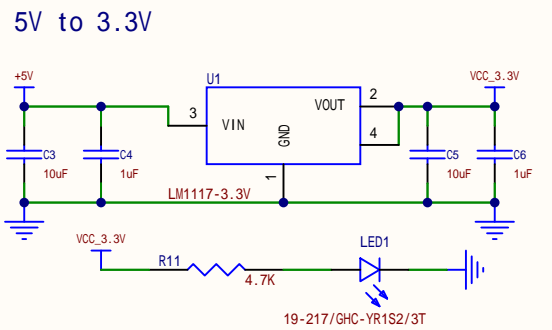 5V to 3.3V
+5V
U1
VCC_3.3V
3
VIN
VOUT
2
GND
4
C3
10uF
C4
1uF
C5
10uF
C6
1uF
1
LM1117-3.3V
VCC_3.3V
R11
4.7K
LED1
19-217/GHC-YR1S2/3T